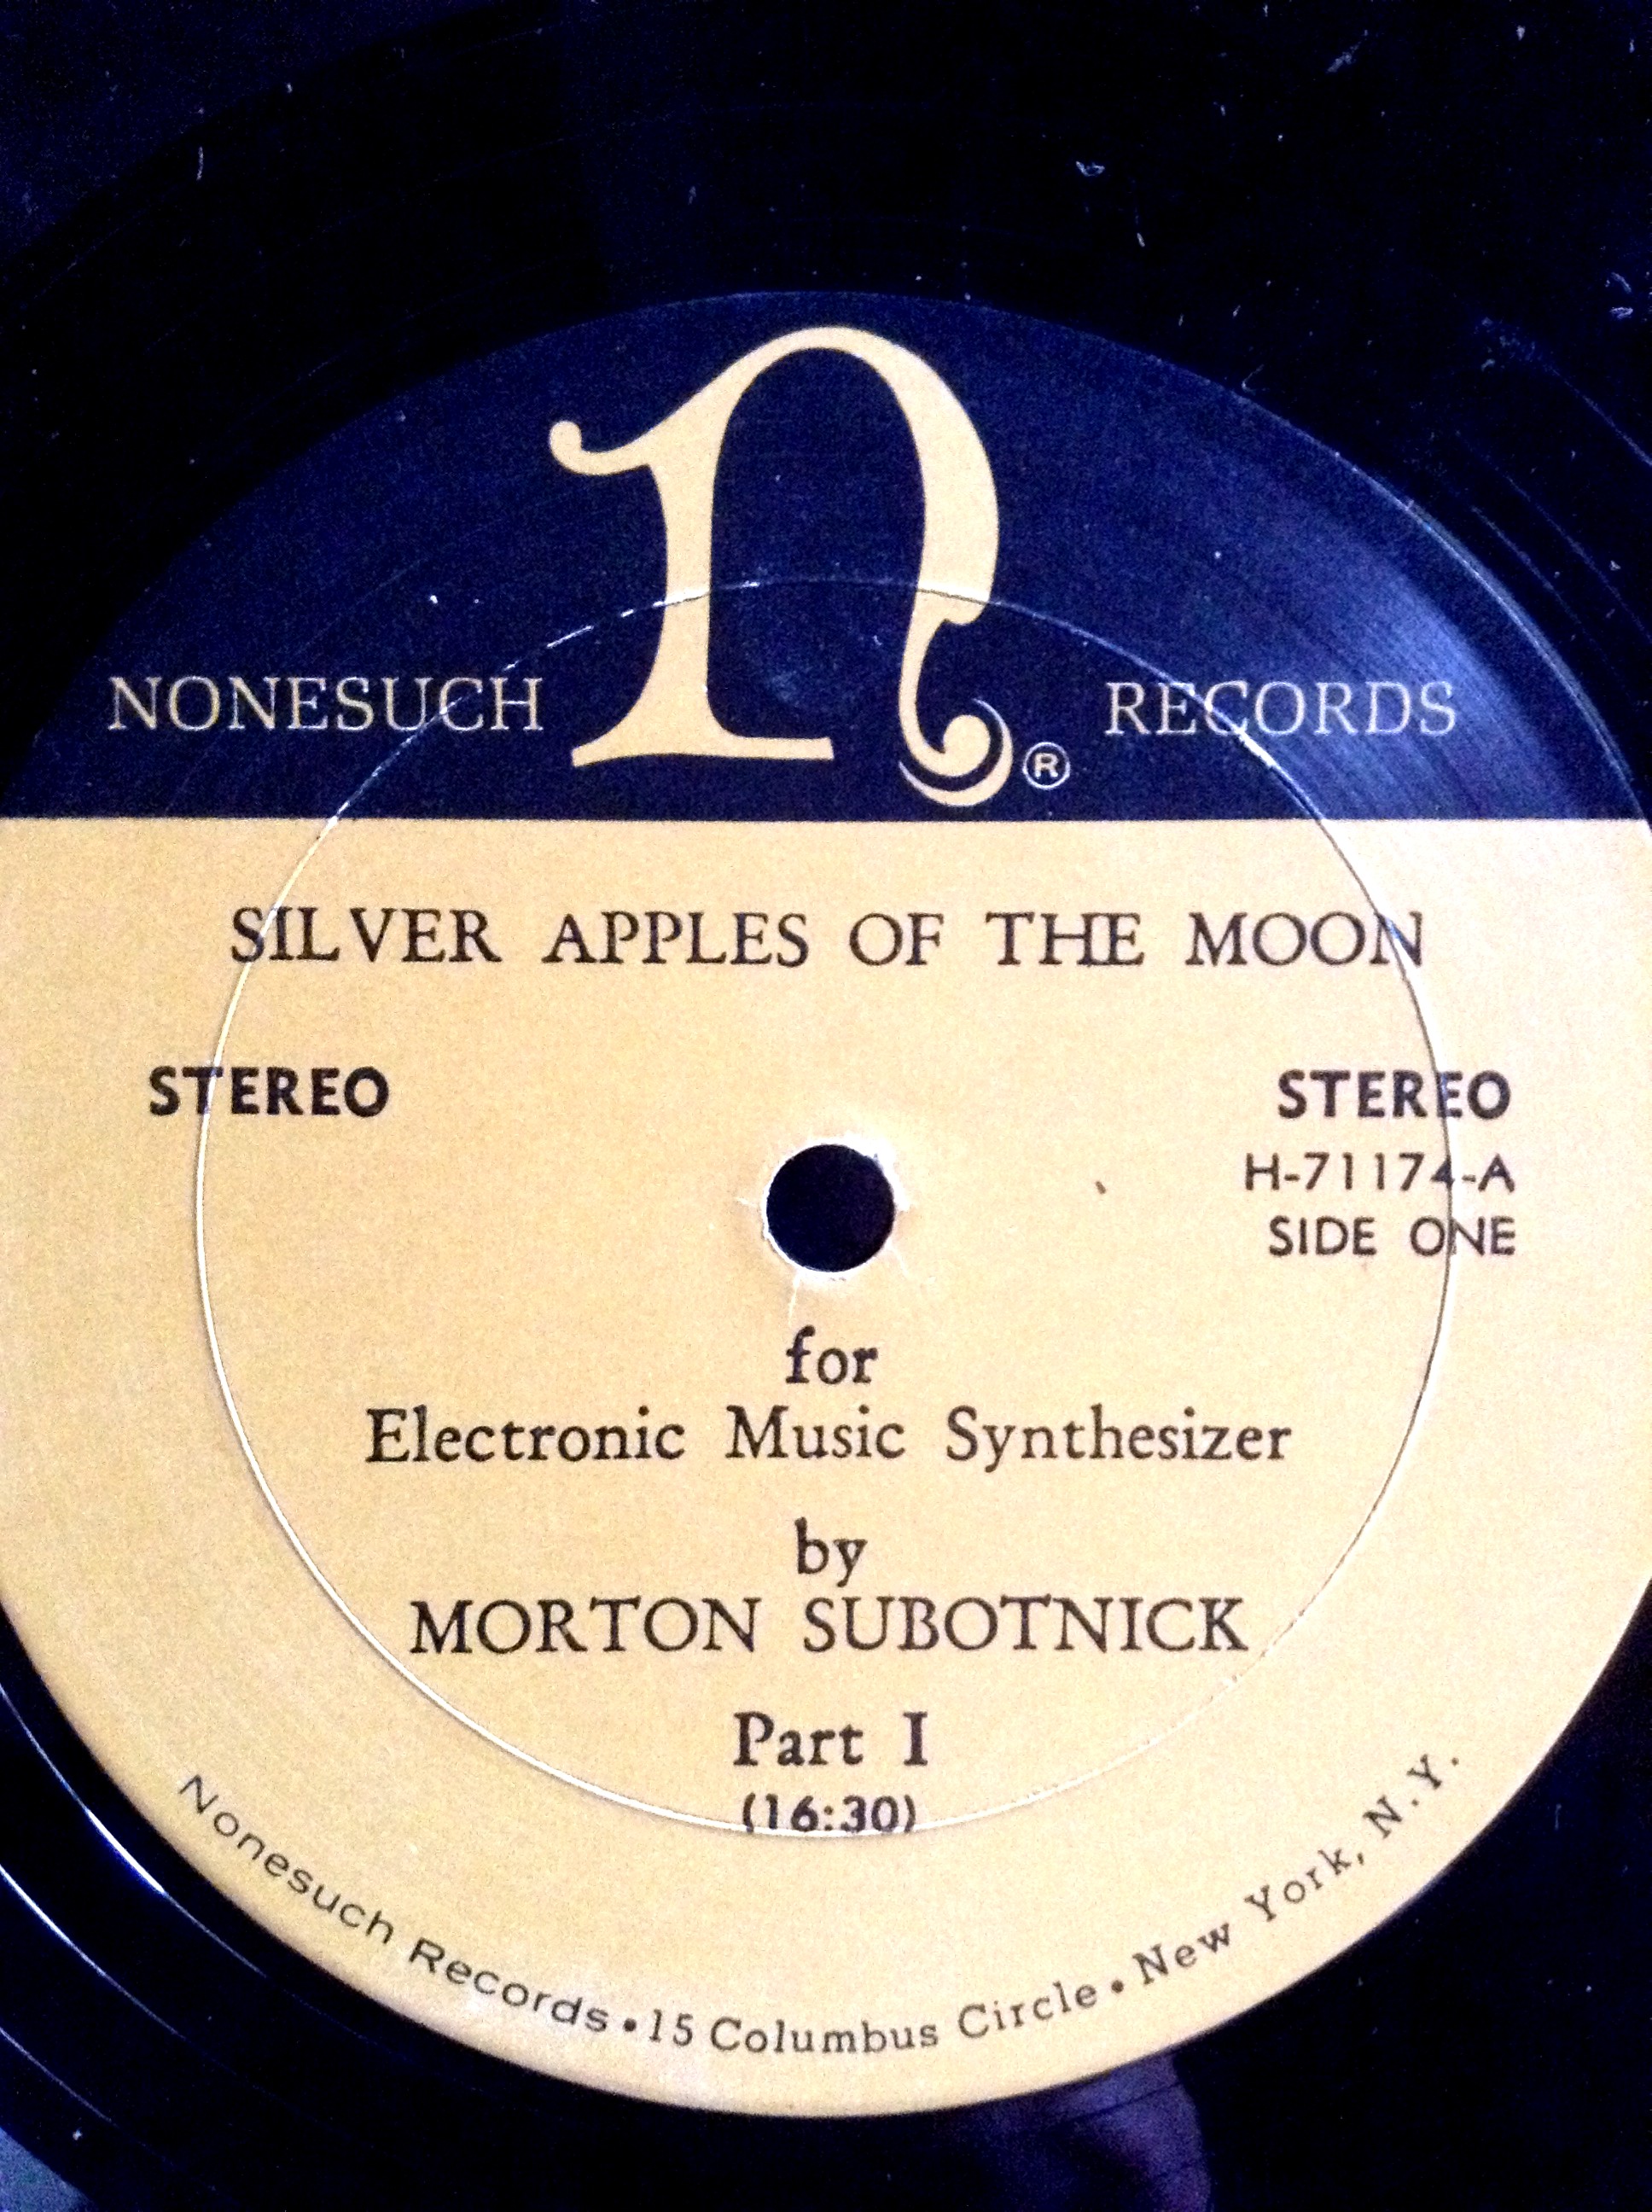 n
NONESUCH RECORDS
®
SILVER APPLES OF THE MOON
STEREO STEREO
H-71174-A
SIDE ONE
for
Electronic Music Synthesizer
by
MORTON SUBOTNICK
Part I
(16:30)
Nonesuch Records • 15 Columbus Circle • New York, N.Y.